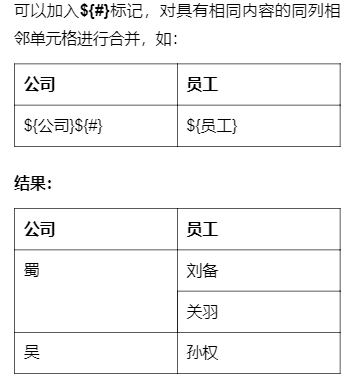 可以加入${#}标记，对具有相同内容的同列相
邻单元格进行合并，如：
公司 员工
${公司}${#} ${员工}
结果：
公司 员工
蜀 刘备
关羽
吴 孙权